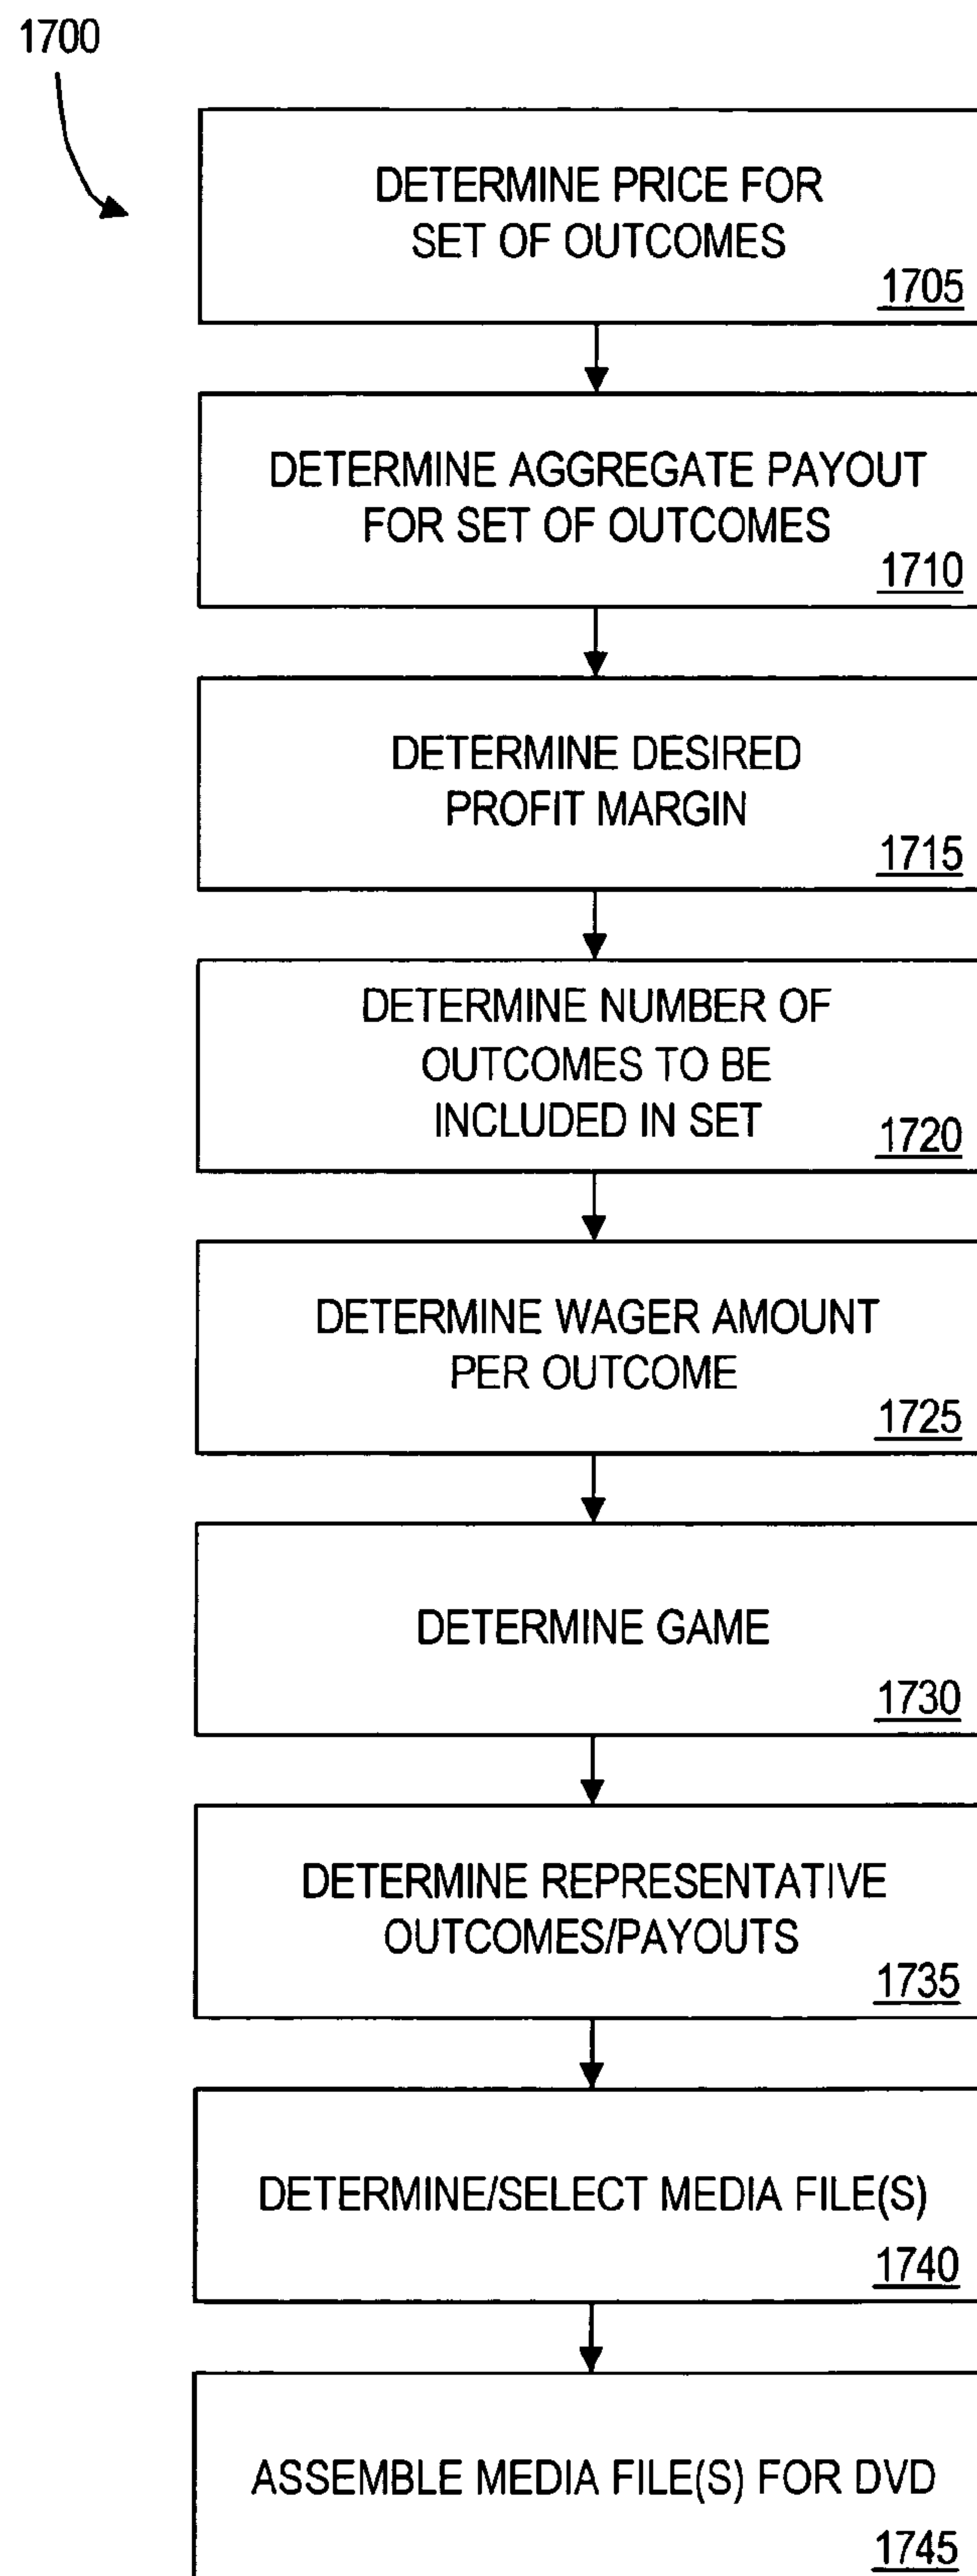 1700
DETERMINE PRICE FOR
SET OF OUTCOMES
1705
DETERMINE AGGREGATE PAYOUT
FOR SET OF OUTCOMES
1710
DETERMINE DESIRED
PROFIT MARGIN
1715
DETERMINE NUMBER OF
OUTCOMES TO BE
INCLUDED IN SET
1720
DETERMINE WAGER AMOUNT
PER OUTCOME
1725
DETERMINE GAME
1730
DETERMINE REPRESENTATIVE
OUTCOMES/PAYOUTS
1735
DETERMINE/SELECT MEDIA FILE(S)
1740
ASSEMBLE MEDIA FILE(S) FOR DVD
1745